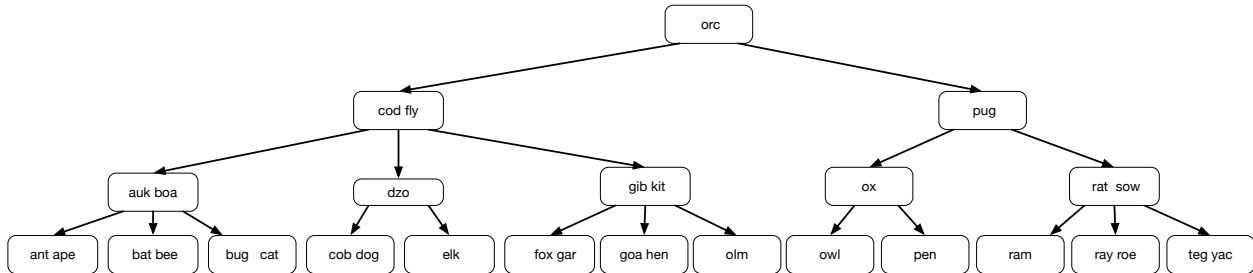 orc
cod fly pug
auk boa dzo gib kit ox rat sow
ant ape bat bee bug cat cob dog elk fox gar goa hen olm owl pen ram ray roe teg yac